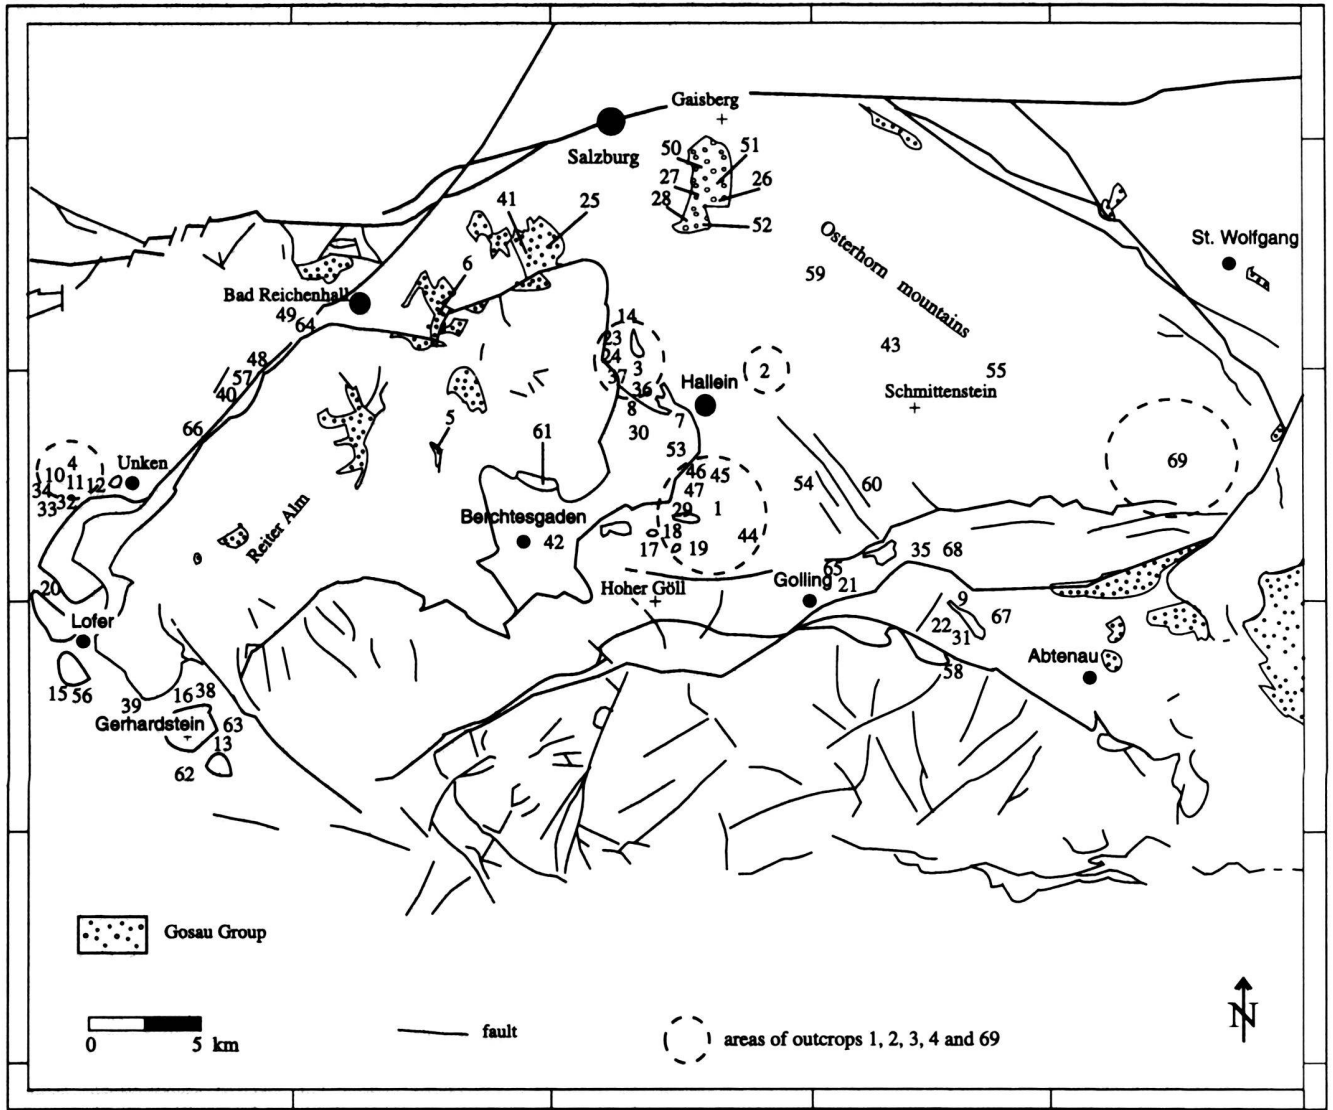 Gaisberg
Salzburg
50 51
27 26
28 52
41 25
6
Osterhorn mountains
59
St. Wolfgang
Bad Reichenhall
49
64
14
23
24
3
37
36
8
30
Hallein
7
53
2
43
55
Schmittenstein
48
57
40
66
5
61
Unken
4
10 11 12
34
33 32
Reiter Alm
Berchtesgaden
42
46 45
47
29 1
18
17 19
44
54 60
69
35 68
65
21
Golling
Hoher Göll
20
Lofer
15 56
39
16 38
Gerhardstein
63
13
62
9
67
22
31
58
Abtenau
Gosau Group
0 5 km
fault
areas of outcrops 1, 2, 3, 4 and 69
N